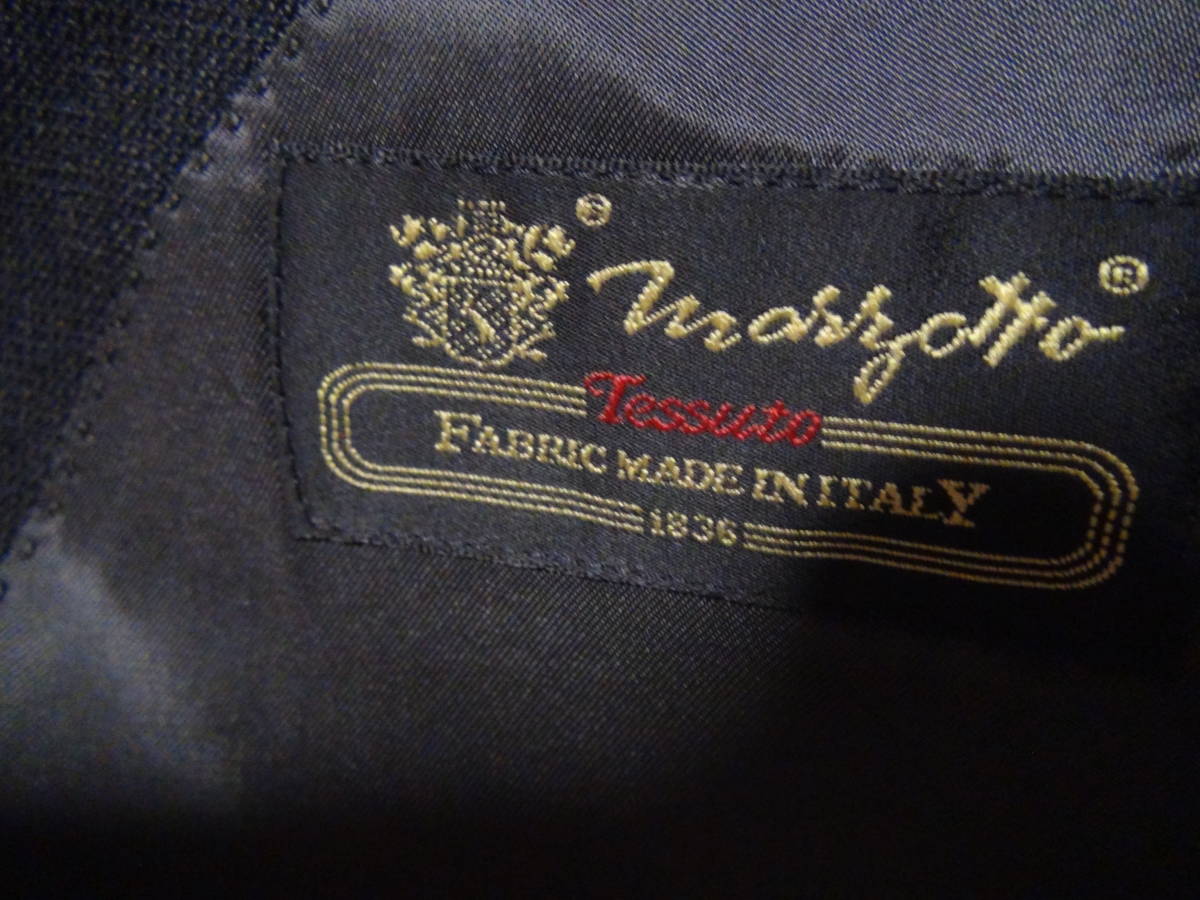 ®
Marzotto ®
Tessuto
FABRIC MADE IN ITALY
1836